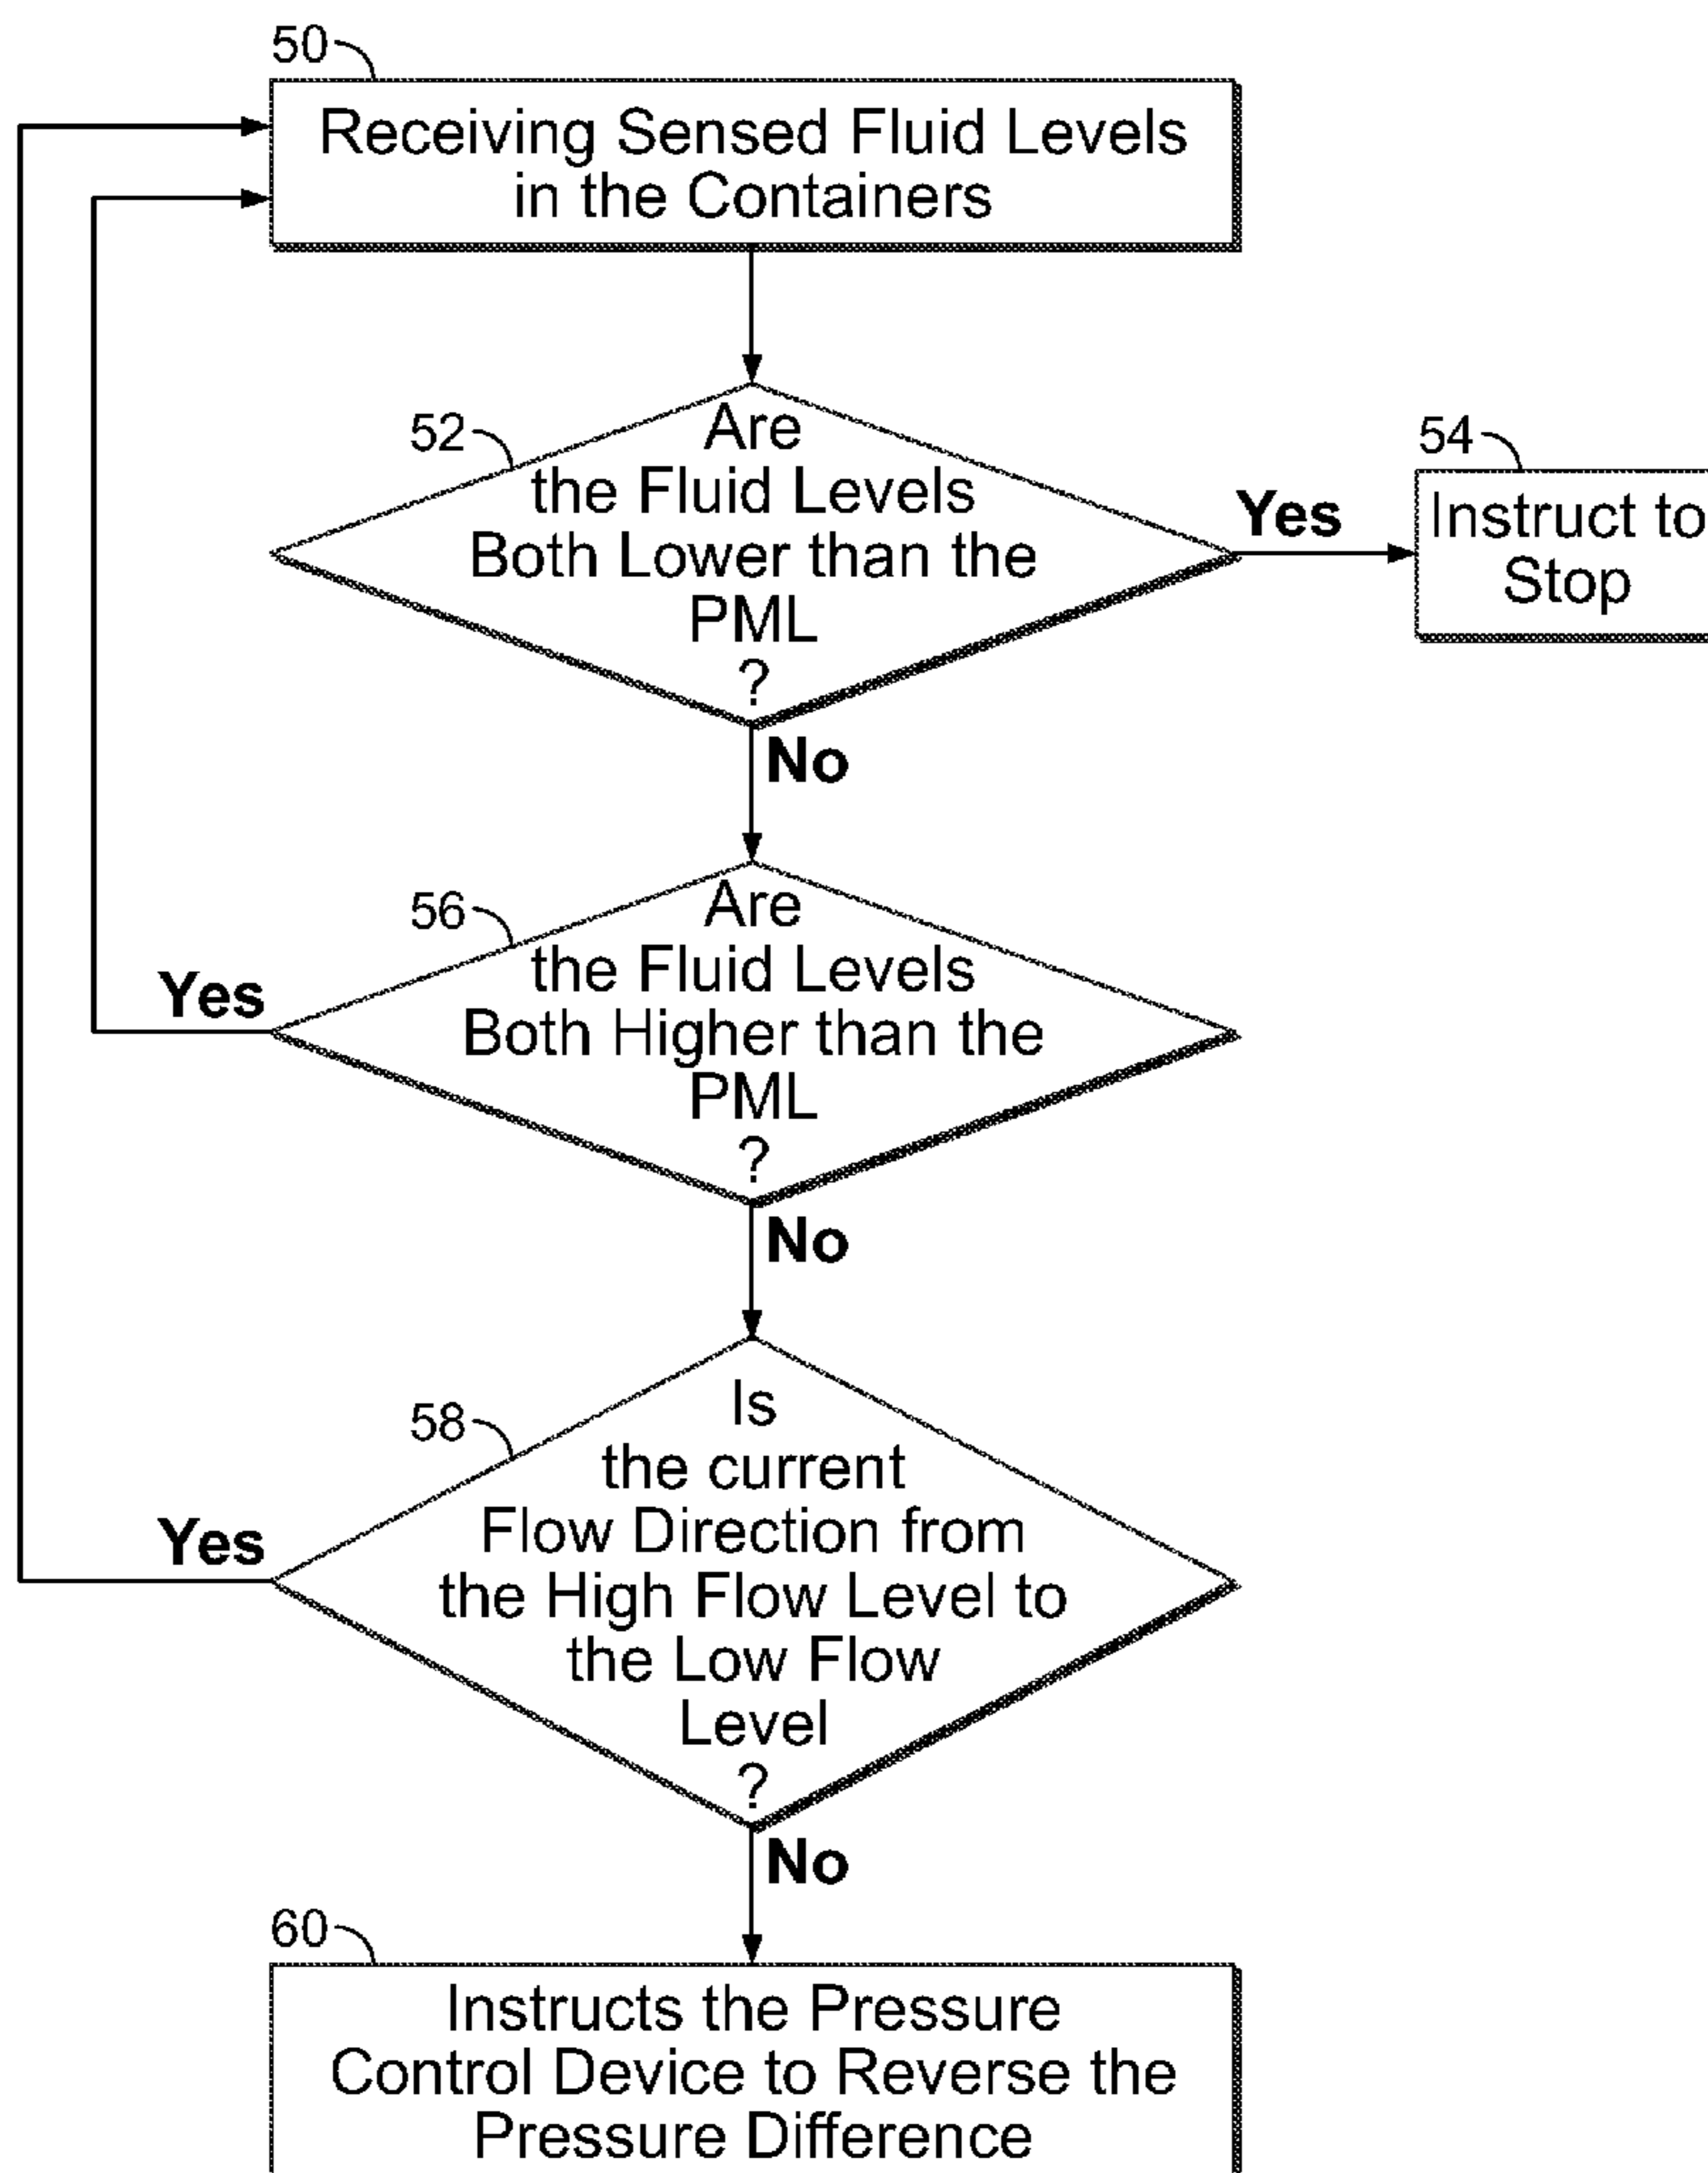 50
Receiving Sensed Fluid Levels
in the Containers
52
Are
the Fluid Levels
Both Lower than the
PML
?
Yes
54
Instruct to
Stop
No
56
Are
the Fluid Levels
Both Higher than the
PML
?
Yes
No
58
Is
the current
Flow Direction from
the High Flow Level to
the Low Flow
Level
?
Yes
No
60
Instructs the Pressure
Control Device to Reverse the
Pressure Difference